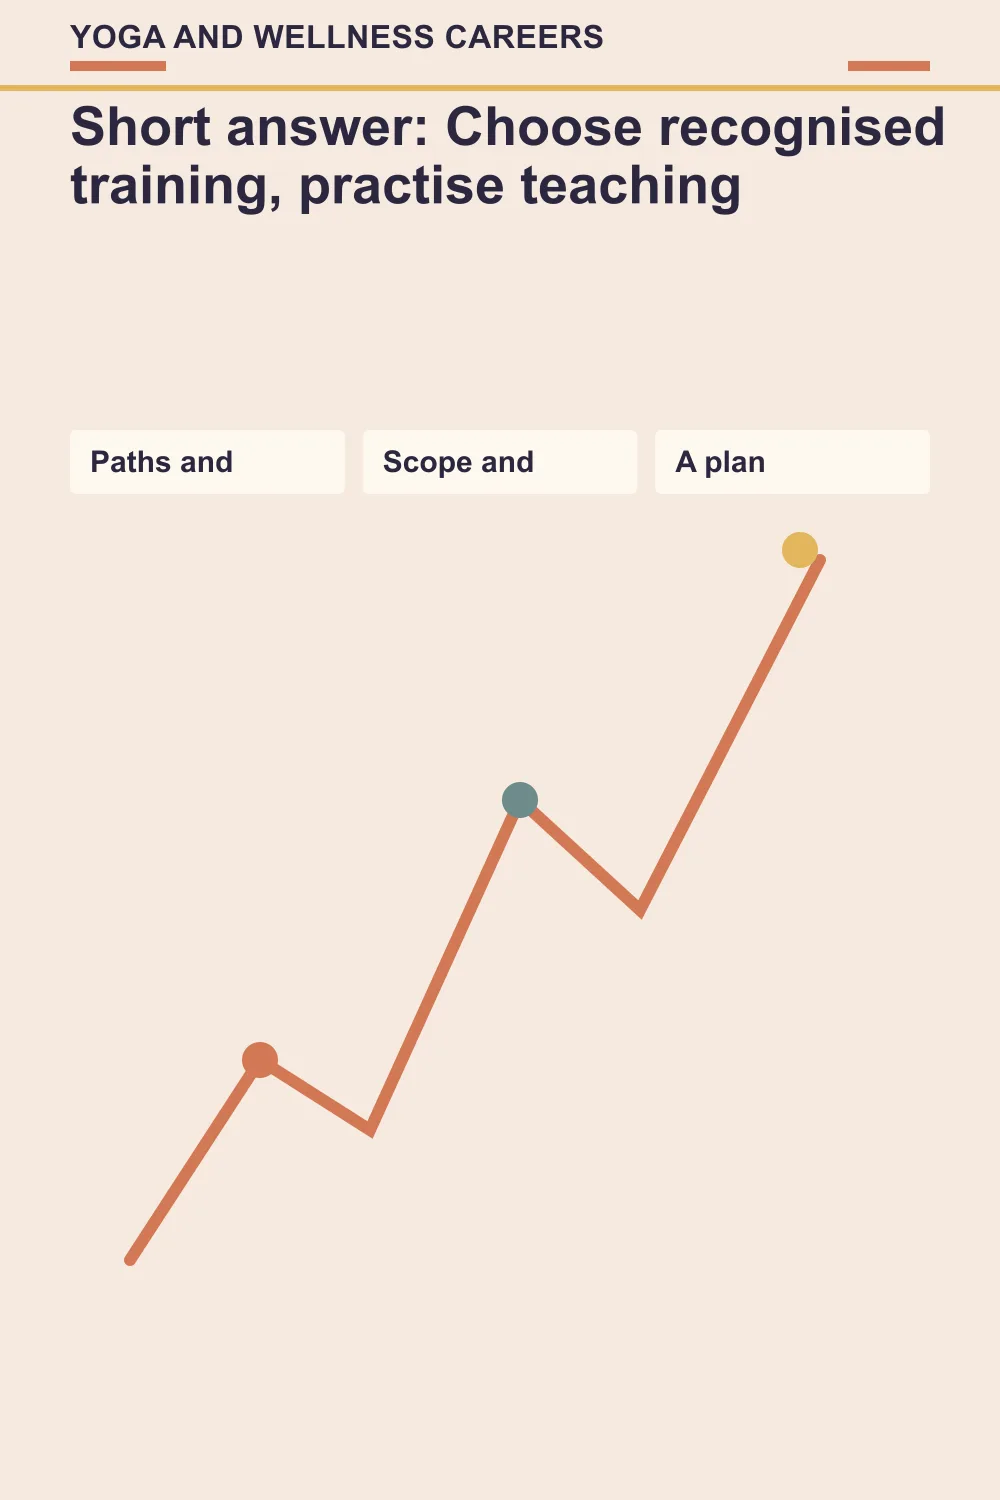 YOGA AND WELLNESS CAREERS
Short answer: Choose recognised
training, practise teaching
Paths and
Scope and
A plan